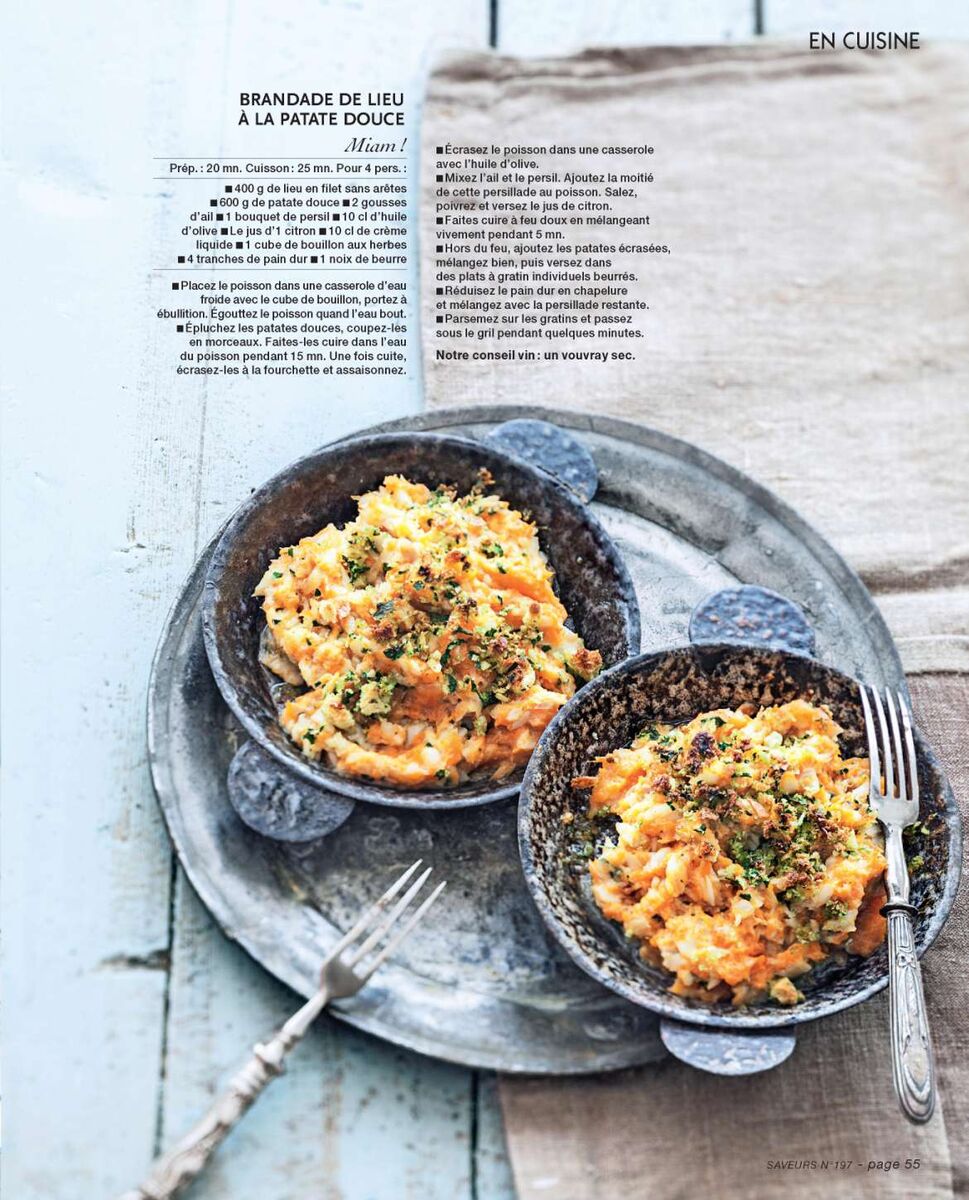 EN CUISINE
BRANDADE DE LIEU
À LA PATATE DOUCE
Miam !
Prép. : 20 mn. Cuisson : 25 mn. Pour 4 pers. :
■ 400 g de lieu en filet sans arêtes
■ 600 g de patate douce ■ 2 gousses
d'ail ■ 1 bouquet de persil ■ 10 cl d'huile
d'olive ■ Le jus d'1 citron ■ 10 cl de crème
liquide ■ 1 cube de bouillon aux herbes
■ 4 tranches de pain dur ■ 1 noix de beurre
■ Placez le poisson dans une casserole d'eau
froide avec le cube de bouillon, portez à
ébullition. Égouttez le poisson quand l'eau bout.
■ Épluchez les patates douces, coupez-les
en morceaux. Faites-les cuire dans l'eau
du poisson pendant 15 mn. Une fois cuite,
écrasez-les à la fourchette et assaisonnez.
■ Écrasez le poisson dans une casserole
avec l'huile d'olive.
■ Mixez l'ail et le persil. Ajoutez la moitié
de cette persillade au poisson. Salez,
poivrez et versez le jus de citron.
■ Faites cuire à feu doux en mélangeant
vivement pendant 5 mn.
■ Hors du feu, ajoutez les patates écrasées,
mélangez bien, puis versez dans
des plats à gratin individuels beurrés.
■ Réduisez le pain dur en chapelure
et mélangez avec la persillade restante.
■ Parsemez sur les gratins et passez
sous le gril pendant quelques minutes.
Notre conseil vin : un vouvray sec.
SAVEURS N°197 - page 55